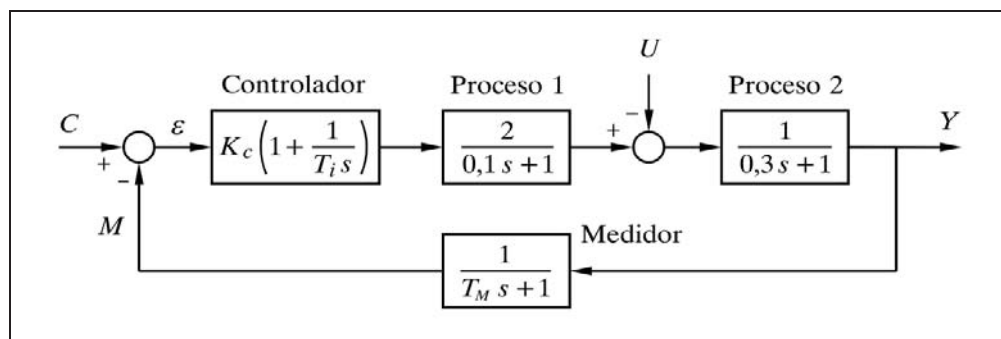 U
Controlador
Proceso 1
Proceso 2
C
ε
K_c(1 + 1/(T_i s))
2/(0,1 s + 1)
1/(0,3 s + 1)
Y
+
−
+
−
M
Medidor
1/(T_M s + 1)